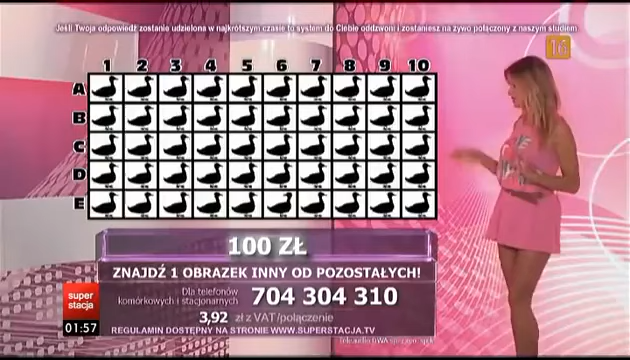 Jeśli Twoja odpowiedź zostanie udzielona w najkrótszym czasie to system do Ciebie oddzwoni i zostaniesz na żywo połączony z naszym studiem
16
1 2 3 4 5 6 7 8 9 10
A
B
C
D
E
100 ZŁ
ZNAJDŹ 1 OBRAZEK INNY OD POZOSTAŁYCH!
Dla telefonów
komórkowych i stacjonarnych 704 304 310
3,92 zł z VAT/połączenie
REGULAMIN DOSTĘPNY NA STRONIE WWW.SUPERSTACJA.TV
super
stacja
01:57